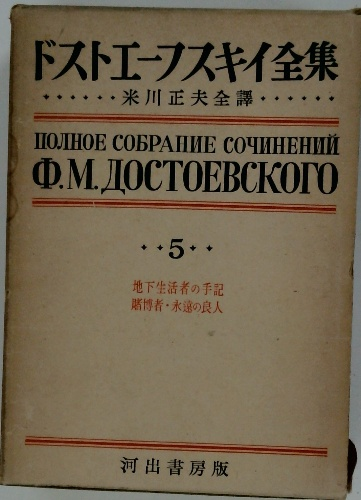 ドストエーフスキイ全集
・・・・・・米川正夫全譯・・・・・・
ПОЛНОЕ СОБРАПИЕ СОЧИНЕНИЙ
Ф.М.ДОСТОЕВСКОГО
・・5・・
地下生活者の手記
賭博者・永遠の良人
河出書房版